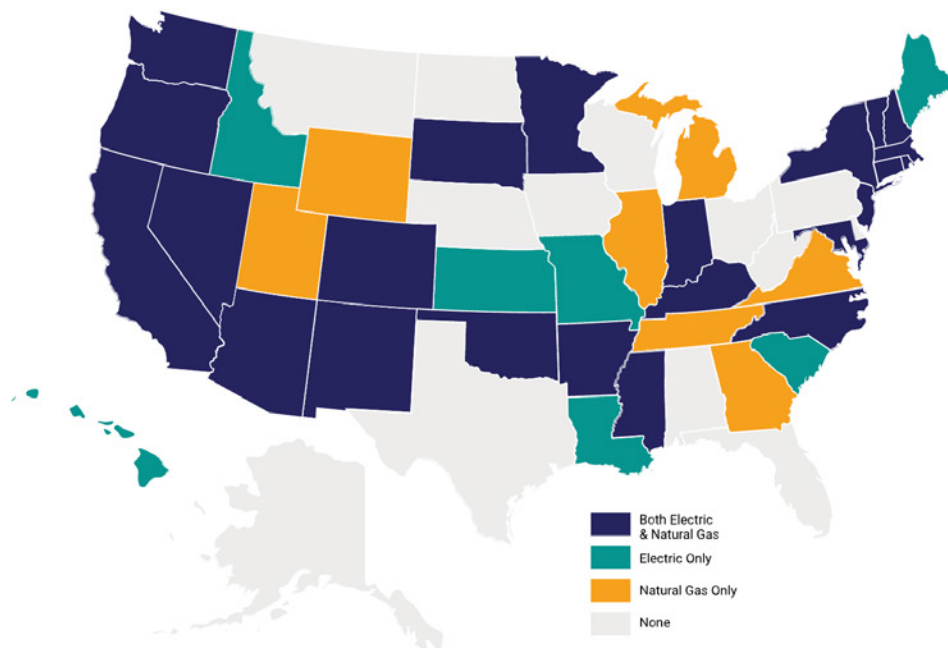 Both Electric
& Natural Gas
Electric Only
Natural Gas Only
None